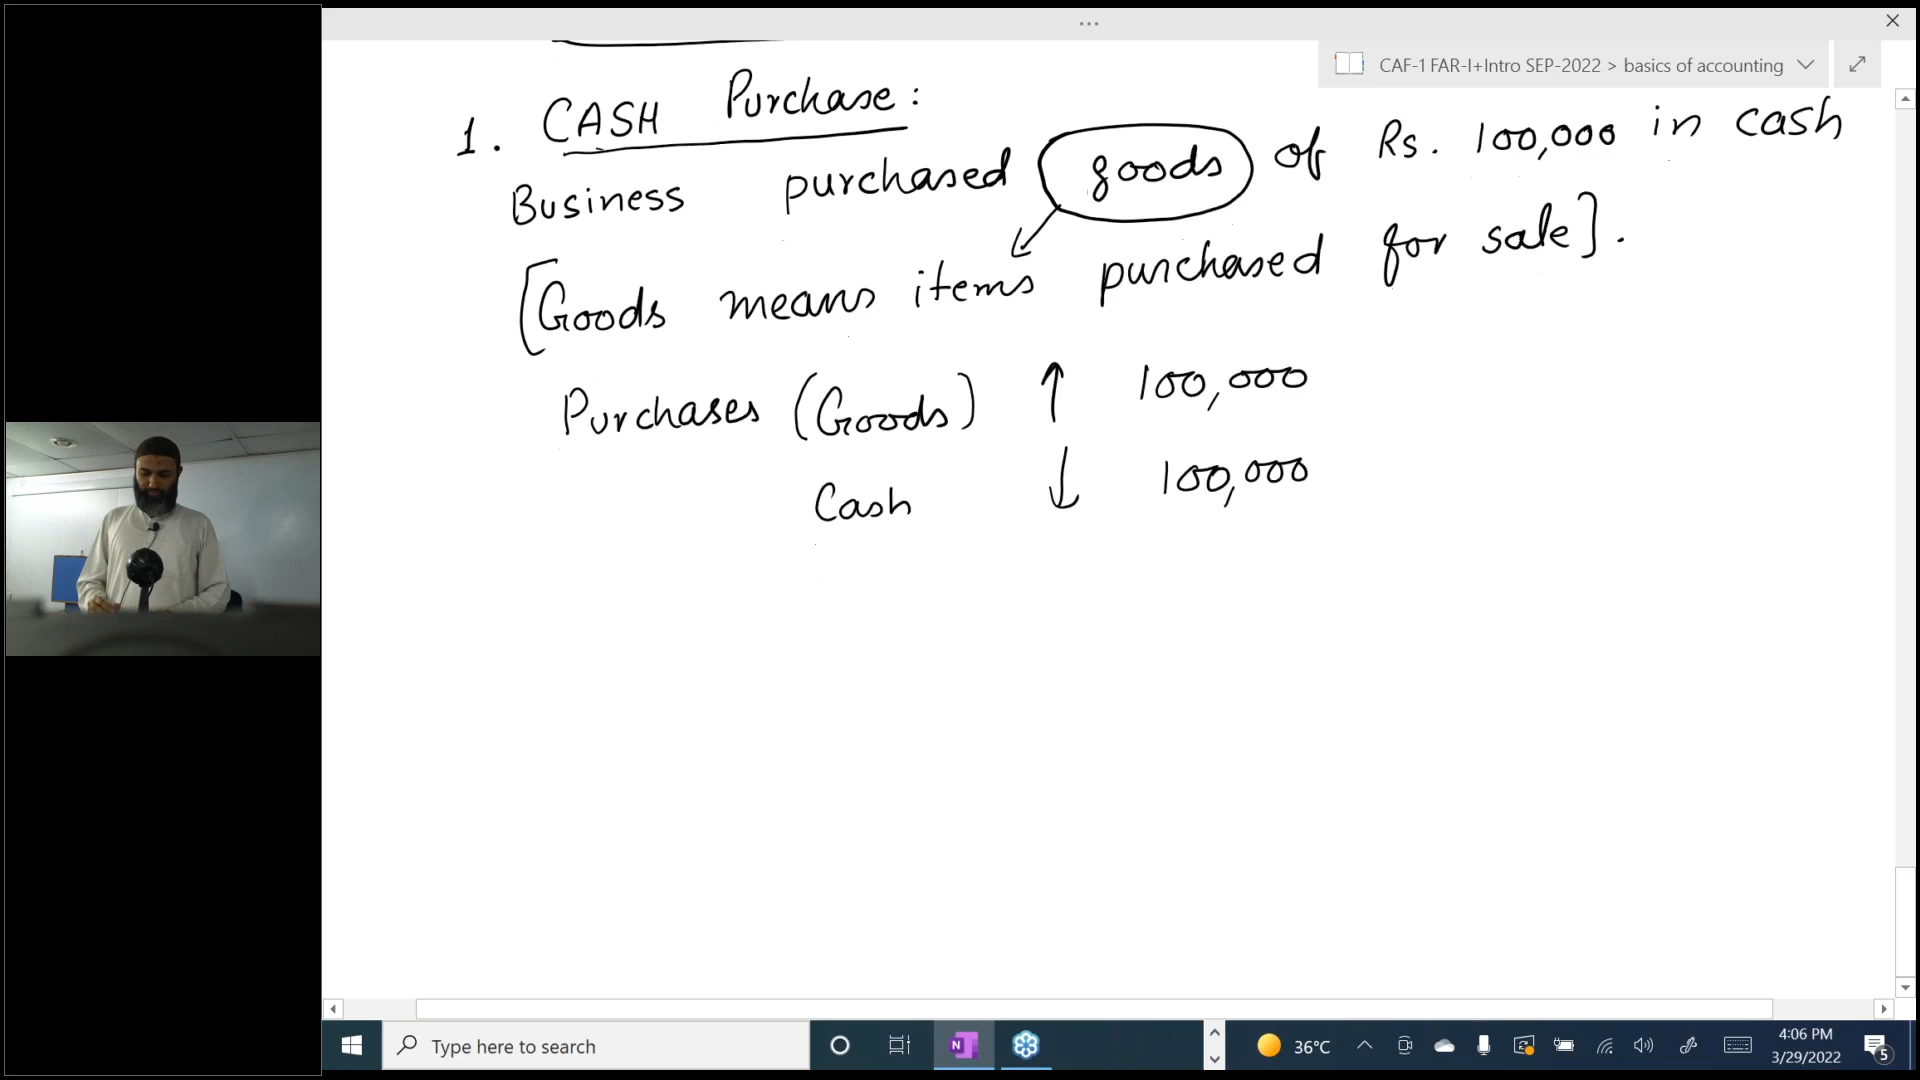 CAF-1 FAR-I+Intro SEP-2022 > basics of accounting
1. CASH Purchase:
Business purchased goods of Rs. 100,000 in cash
[Goods means items purchased for sale].
Purchases (Goods) ↑ 100,000
Cash ↓ 100,000
Type here to search
N
36°C
4:06 PM
3/29/2022
5